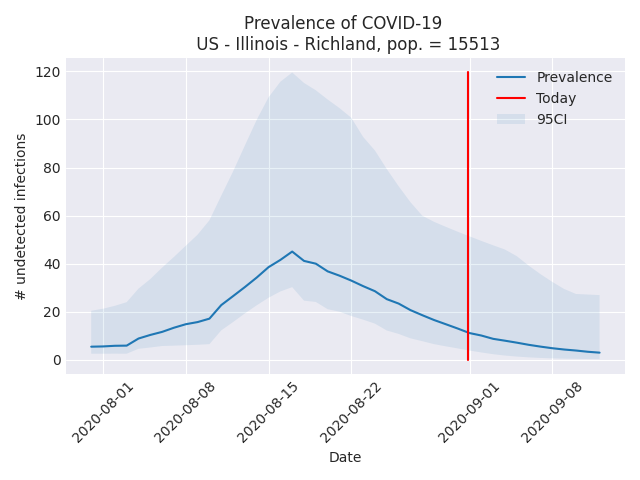 Prevalence of COVID-19
US - Illinois - Richland, pop. = 15513
# undetected infections
120
100
80
60
40
20
0
Prevalence
Today
95CI
2020-08-01
2020-08-08
2020-08-15
2020-08-22
2020-09-01
2020-09-08
Date